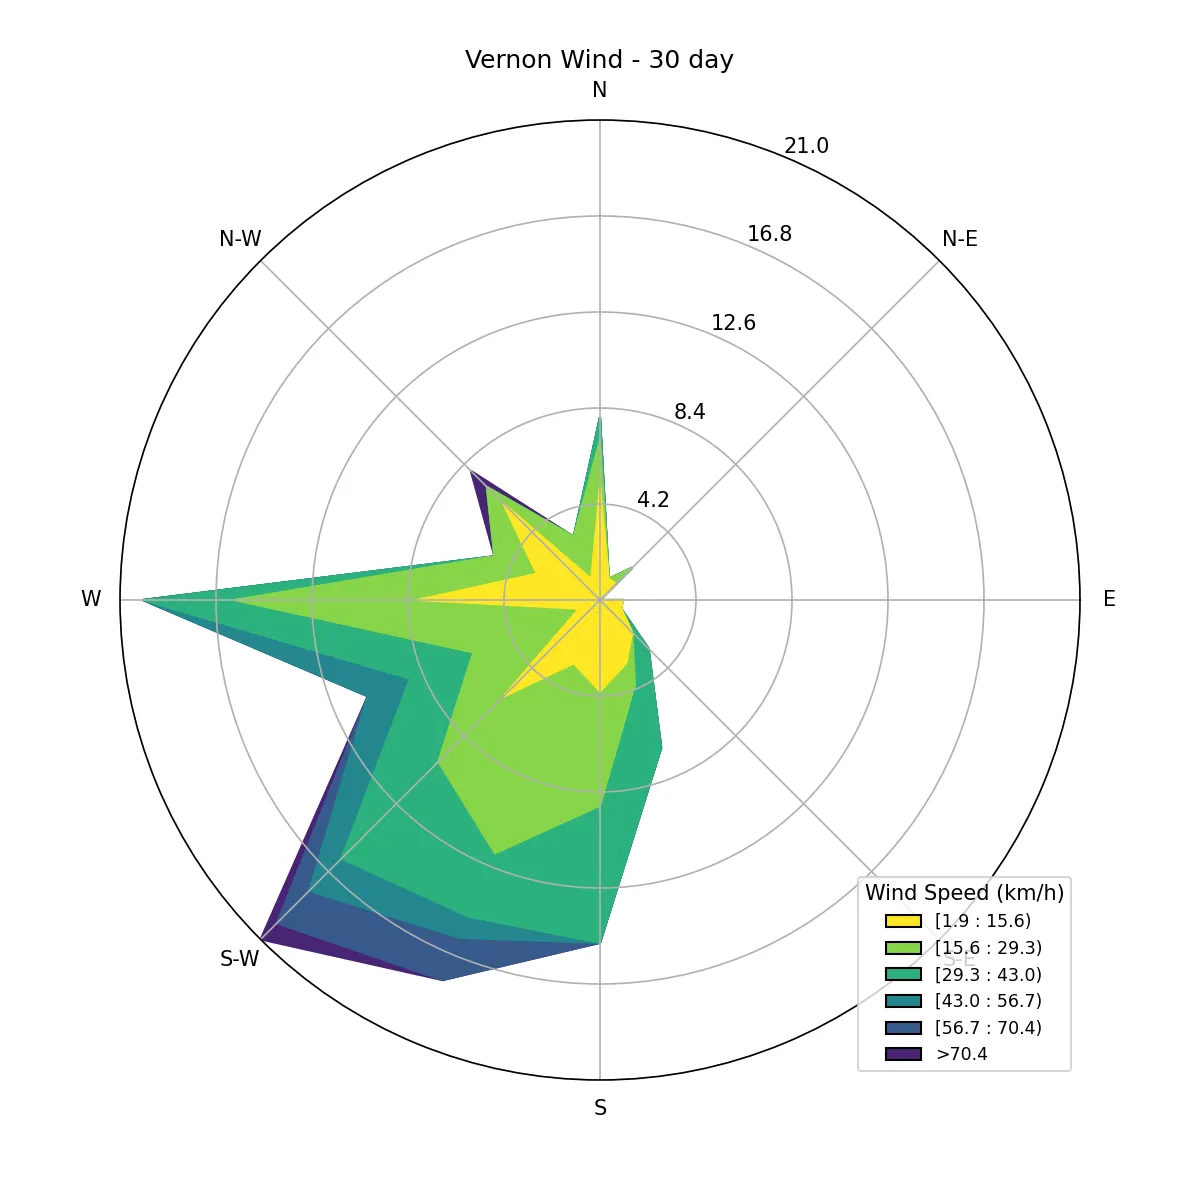 Vernon Wind - 30 day
N
21.0
16.8
N-W
N-E
12.6
8.4
4.2
W
E
Wind Speed (km/h)
[1.9 : 15.6)
[15.6 : 29.3)
S-W
S-E
[29.3 : 43.0)
[43.0 : 56.7)
[56.7 : 70.4)
>70.4
S